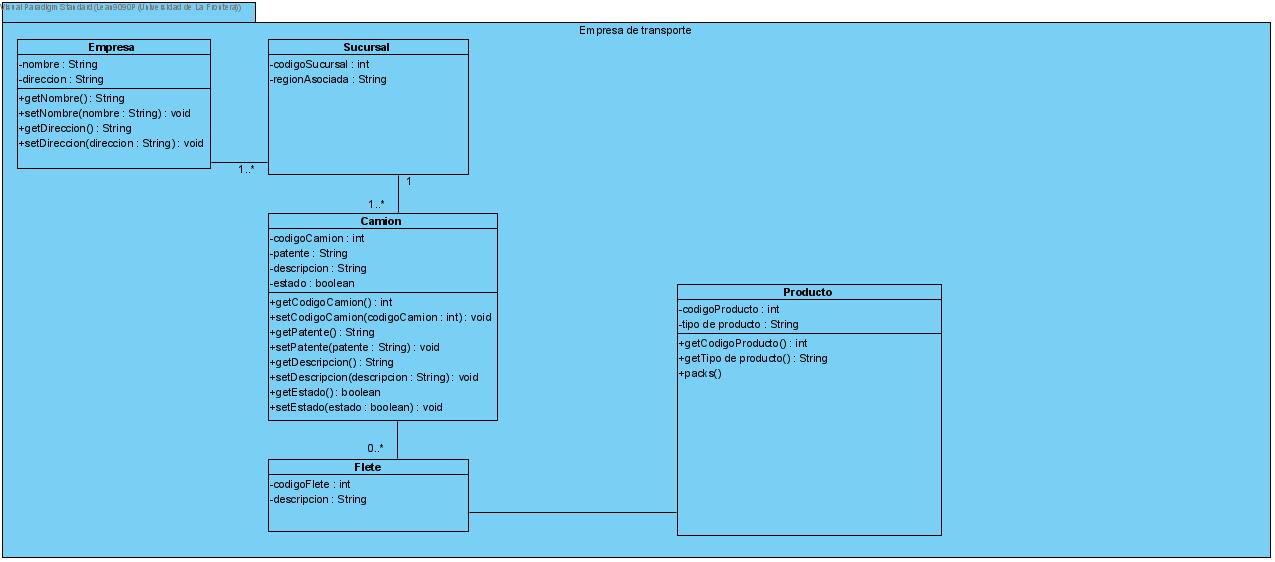 Visual Paradigm Standard(Lean9090P(Universidad de La Frontera))
Empresa de transporte
Empresa
-nombre : String
-direccion : String
+getNombre() : String
+setNombre(nombre : String) : void
+getDireccion() : String
+setDireccion(direccion : String) : void
Sucursal
-codigoSucursal : int
-regionAsociada : String
1..*
1
1..*
Camion
-codigoCamion : int
-patente : String
-descripcion : String
-estado : boolean
+getCodigoCamion() : int
+setCodigoCamion(codigoCamion : int) : void
+getPatente() : String
+setPatente(patente : String) : void
+getDescripcion() : String
+setDescripcion(descripcion : String) : void
+getEstado() : boolean
+setEstado(estado : boolean) : void
0..*
Flete
-codigoFlete : int
-descripcion : String
Producto
-codigoProducto : int
-tipo de producto : String
+getCodigoProducto() : int
+getTipo de producto() : String
+packs()